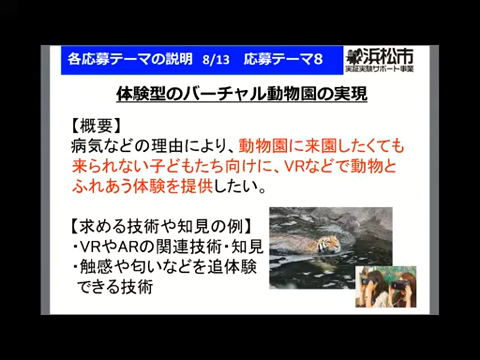 各応募テーマの説明 8/13 応募テーマ8
浜松市
実証実験サポート事業
体験型のバーチャル動物園の実現
【概要】
病気などの理由により、動物園に来園したくても
来られない子どもたち向けに、VRなどで動物と
ふれあう体験を提供したい。
【求める技術や知見の例】
・VRやARの関連技術・知見
・触感や匂いなどを追体験
できる技術